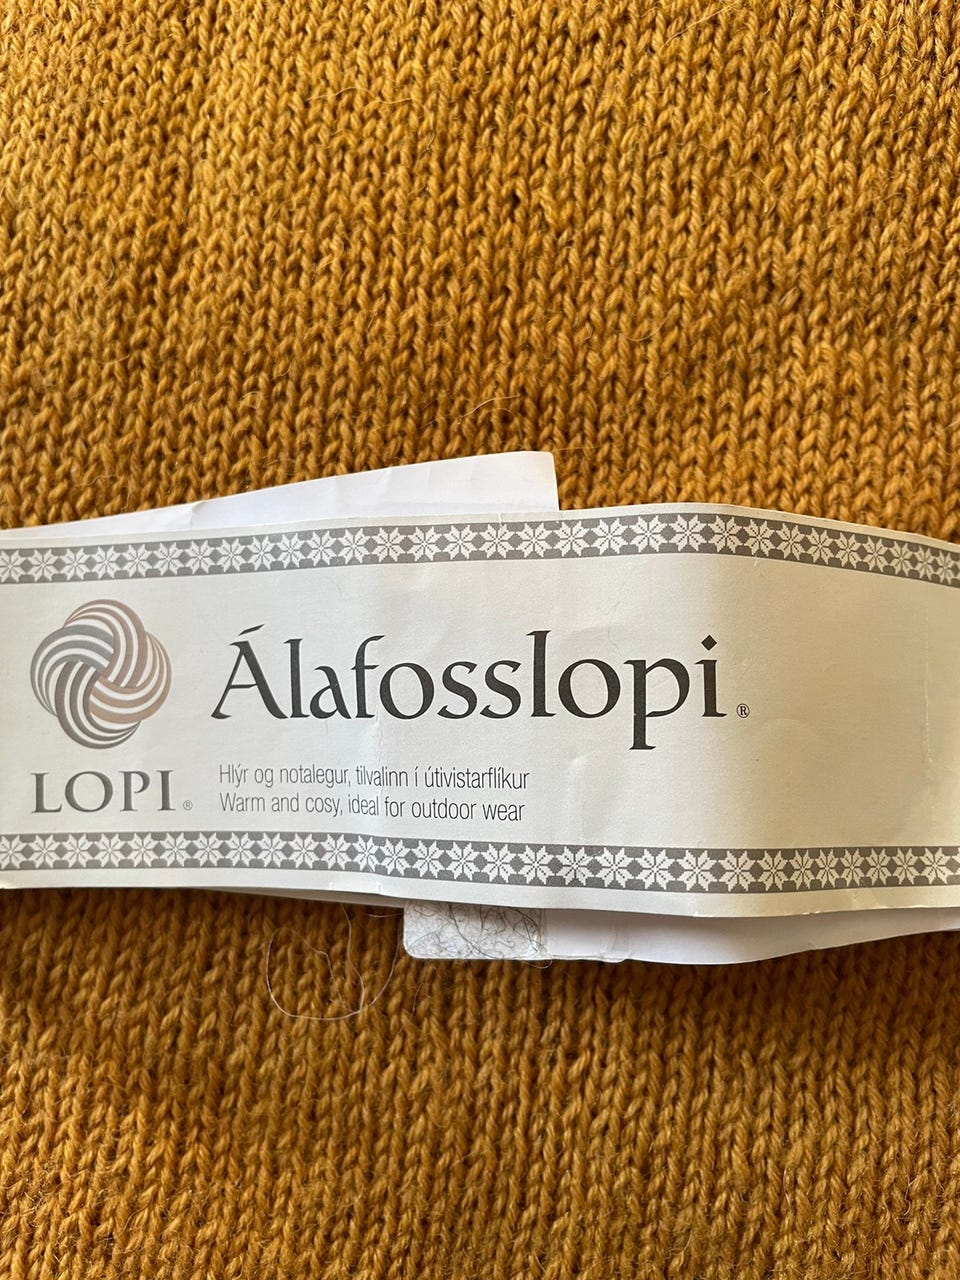 Álafosslopi®
LOPI®
Hlýr og notalegur, tilvalinn í útivistarflíkur
Warm and cosy, ideal for outdoor wear